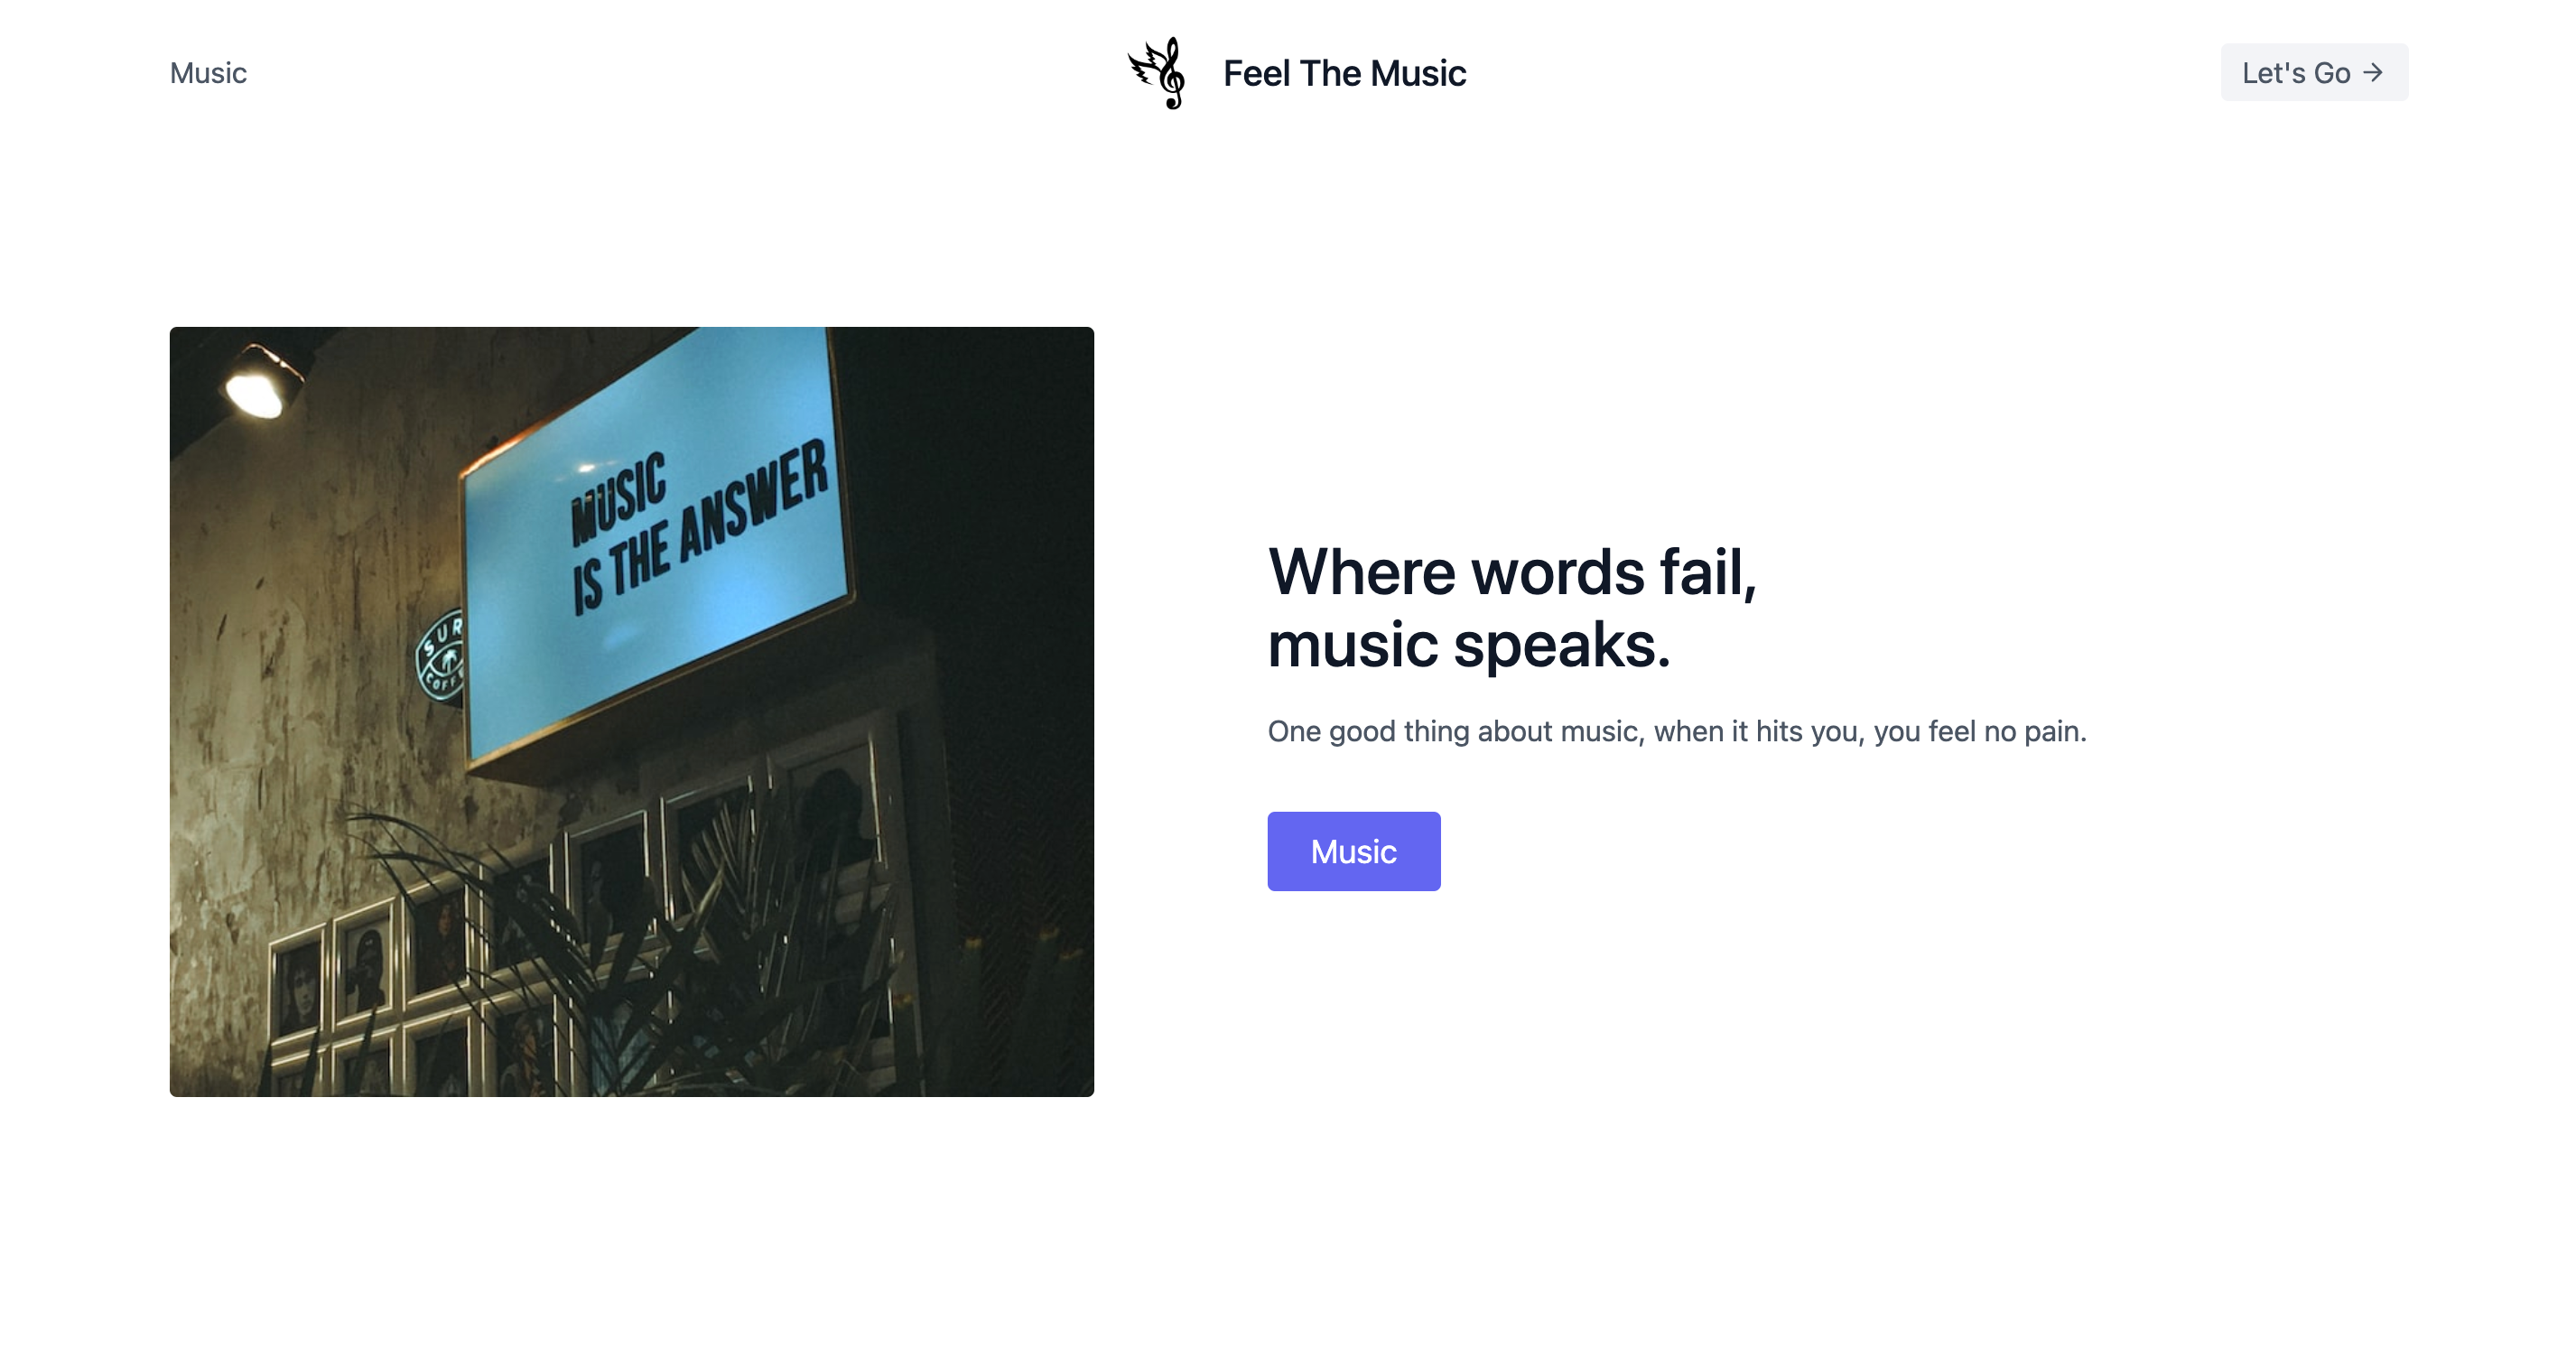 Music
Feel The Music
Let's Go →
MUSIC
IS THE ANSWER
SUR
COFF
Where words fail,
music speaks.
One good thing about music, when it hits you, you feel no pain.
Music